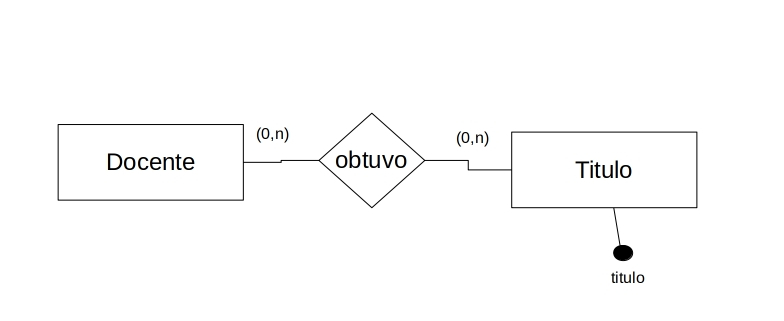 (0,n)
(0,n)
Docente
obtuvo
Titulo
titulo